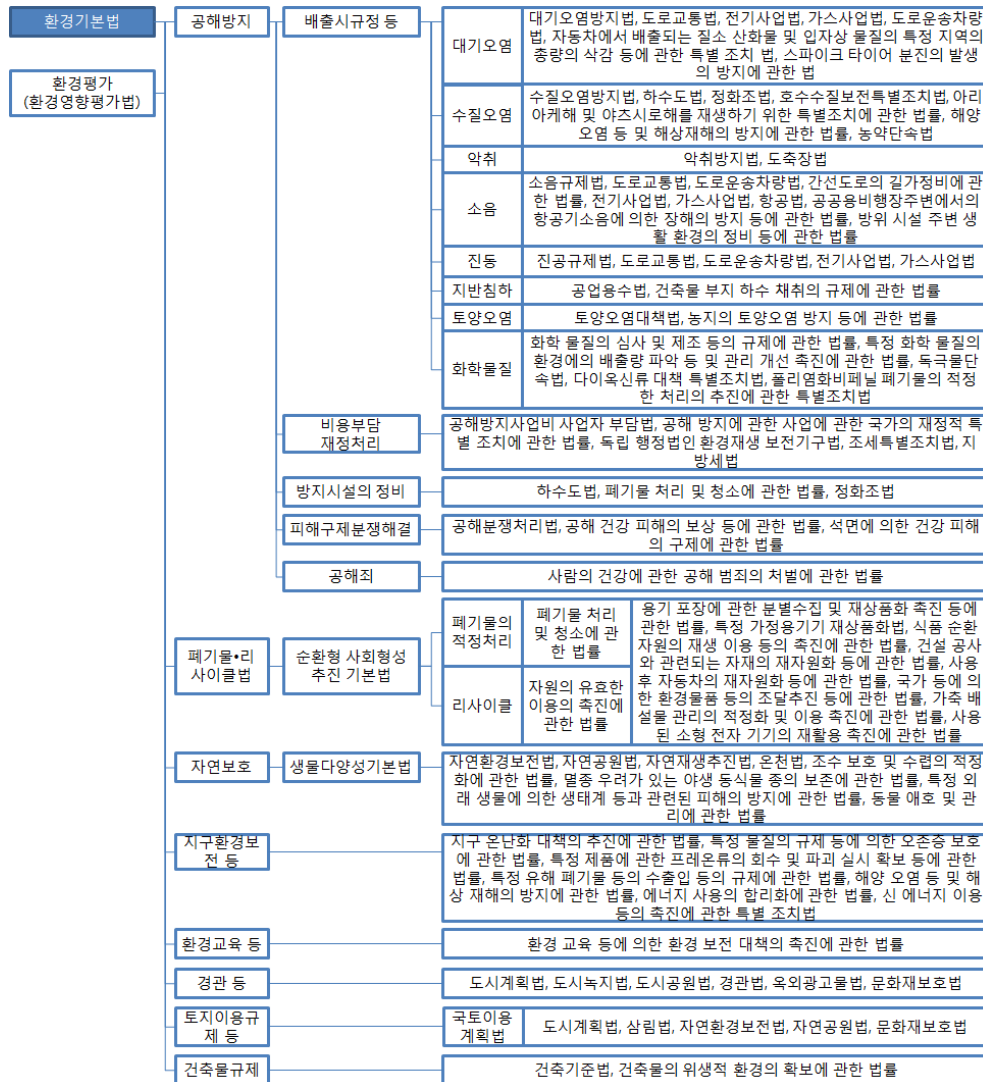 환경기본법
환경평가
(환경영향평가법)
공해방지
배출시규정 등
대기오염
대기오염방지법, 도로교통법, 전기사업법, 가스사업법, 도로운송차량
법, 자동차에서 배출되는 질소 산화물 및 입자상 물질의 특정 지역의
총량의 삭감 등에 관한 특별 조치 법, 스파이크 타이어 분진의 발생
의 방지에 관한 법
수질오염
수질오염방지법, 하수도법, 정화조법, 호수수질보전특별조치법, 아리
아케해 및 야츠시로해를 재생하기 위한 특별조치에 관한 법률, 해양
오염 등 및 해상재해의 방지에 관한 법률, 농약단속법
악취
악취방지법, 도축장법
소음
소음규제법, 도로교통법, 도로운송차량법, 간선도로의 길가정비에 관
한 법률, 전기사업법, 가스사업법, 항공법, 공공용비행장주변에서의
항공기소음에 의한 장해의 방지 등에 관한 법률, 방위 시설 주변 생
활 환경의 정비 등에 관한 법률
진동
진공규제법, 도로교통법, 도로운송차량법, 전기사업법, 가스사업법
지반침하
공업용수법, 건축물 부지 하수 채취의 규제에 관한 법률
토양오염
토양오염대책법, 농지의 토양오염 방지 등에 관한 법률
화학물질
화학 물질의 심사 및 제조 등의 규제에 관한 법률, 특정 화학 물질의
환경에의 배출량 파악 등 및 관리 개선 촉진에 관한 법률, 독극물단
속법, 다이옥신류 대책 특별조치법, 폴리염화비페닐 폐기물의 적정
한 처리의 추진에 관한 특별조치법
비용부담
재정처리
공해방지사업비 사업자 부담법, 공해 방지에 관한 사업에 관한 국가의 재정적 특
별 조치에 관한 법률, 독립 행정법인 환경재생 보전기구법, 조세특별조치법, 지
방세법
방지시설의 정비
하수도법, 폐기물 처리 및 청소에 관한 법률, 정화조법
피해구제분쟁해결
공해분쟁처리법, 공해 건강 피해의 보상 등에 관한 법률, 석면에 의한 건강 피해
의 구제에 관한 법률
공해죄
사람의 건강에 관한 공해 범죄의 처벌에 관한 법률
폐기물•리
사이클법
순환형 사회형성
추진 기본법
폐기물의
적정처리
폐기물 처리
및 청소에 관
한 법률
리사이클
자원의 유효한
이용의 촉진에
관한 법률
용기 포장에 관한 분별수집 및 재상품화 촉진 등에
관한 법률, 특정 가정용기기 재상품화법, 식품 순환
자원의 재생 이용 등의 촉진에 관한 법률, 건설 공사
와 관련되는 자재의 재자원화 등에 관한 법률, 사용
후 자동차의 재자원화 등에 관한 법률, 국가 등에 의
한 환경물품 등의 조달추진 등에 관한 법률, 가축 배
설물 관리의 적정화 및 이용 촉진에 관한 법률, 사용
된 소형 전자 기기의 재활용 촉진에 관한 법률
자연보호
생물다양성기본법
자연환경보전법, 자연공원법, 자연재생추진법, 온천법, 조수 보호 및 수렵의 적정
화에 관한 법률, 멸종 우려가 있는 야생 동식물 종의 보존에 관한 법률, 특정 외
래 생물에 의한 생태계 등과 관련된 피해의 방지에 관한 법률, 동물 애호 및 관
리에 관한 법률
지구환경보
전 등
지구 온난화 대책의 추진에 관한 법률, 특정 물질의 규제 등에 의한 오존층 보호
에 관한 법률, 특정 제품에 관한 프레온류의 회수 및 파괴 실시 확보 등에 관한
법률, 특정 유해 폐기물 등의 수출입 등의 규제에 관한 법률, 해양 오염 등 및 해
상 재해의 방지에 관한 법률, 에너지 사용의 합리화에 관한 법률, 신 에너지 이용
등의 촉진에 관한 특별 조치법
환경교육 등
환경 교육 등에 의한 환경 보전 대책의 촉진에 관한 법률
경관 등
도시계획법, 도시녹지법, 도시공원법, 경관법, 옥외광고물법, 문화재보호법
토지이용규
제 등
국토이용
계획법
도시계획법, 삼림법, 자연환경보전법, 자연공원법, 문화재보호법
건축물규제
건축기준법, 건축물의 위생적 환경의 확보에 관한 법률